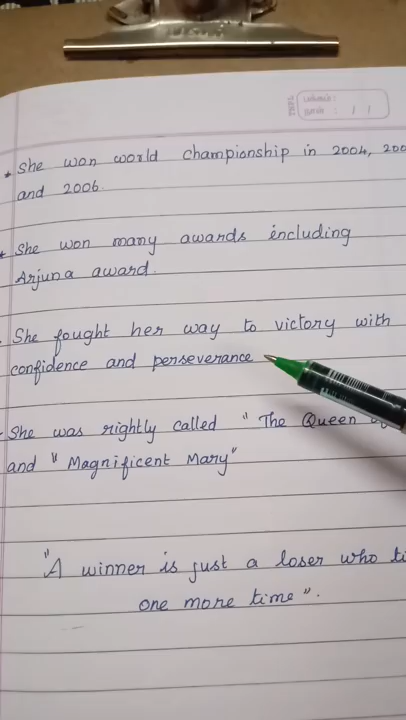 * She won world championship in 2004,
and 2006.
* She won many awards including
Arjuna award.
She fought her way to victory with
confidence and perseverance
She was rightly called " The Queen
and " Magnificent Mary"
"A winner is just a loser who
one more time".